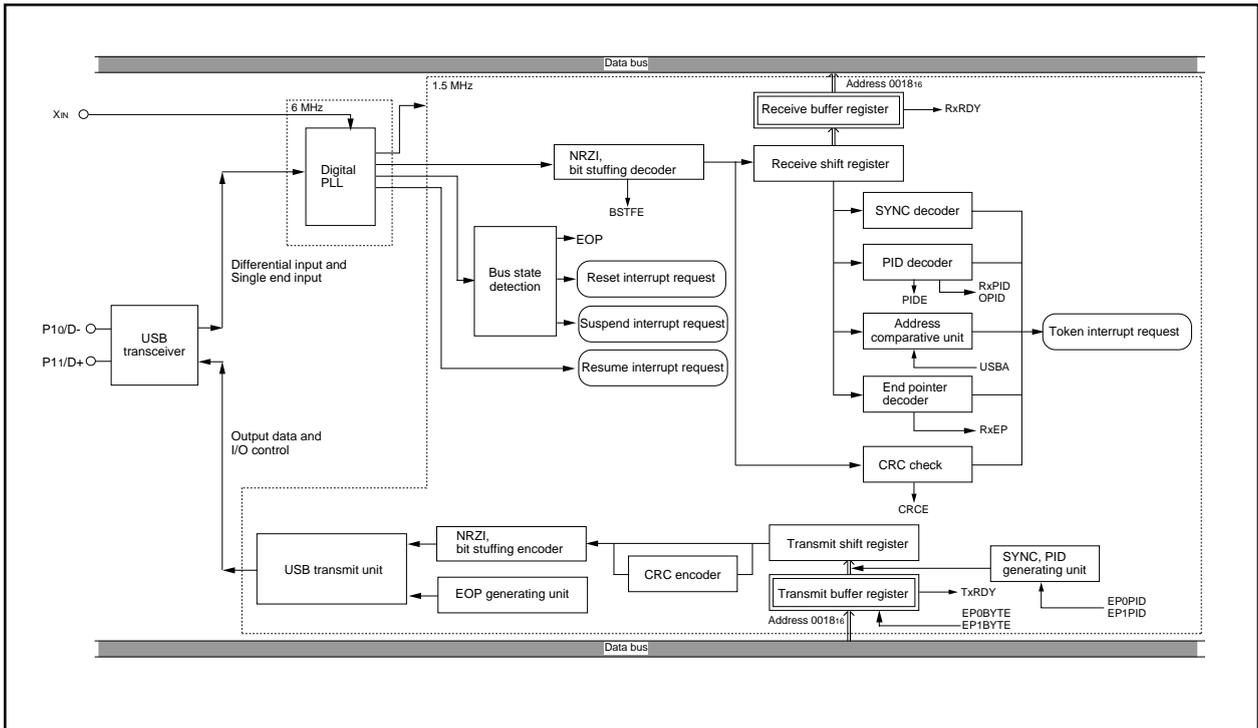 Data bus
1.5 MHz
Address 001816
6 MHz
XIN
Receive buffer register
RxRDY
Digital
PLL
NRZI,
bit stuffing decoder
Receive shift register
BSTFE
SYNC decoder
EOP
Bus state
detection
Reset interrupt request
PID decoder
PIDE
RxPID
OPID
Differential input and
Single end input
P10/D-
P11/D+
USB
transceiver
Suspend interrupt request
Address
comparative unit
Token interrupt request
USBA
Resume interrupt request
End pointer
decoder
RxEP
Output data and
I/O control
CRC check
CRCE
USB transmit unit
NRZI,
bit stuffing encoder
EOP generating unit
CRC encoder
Transmit shift register
SYNC, PID
generating unit
Transmit buffer register
TxRDY
EP0PID
EP1PID
EP0BYTE
EP1BYTE
Address 001816
Data bus